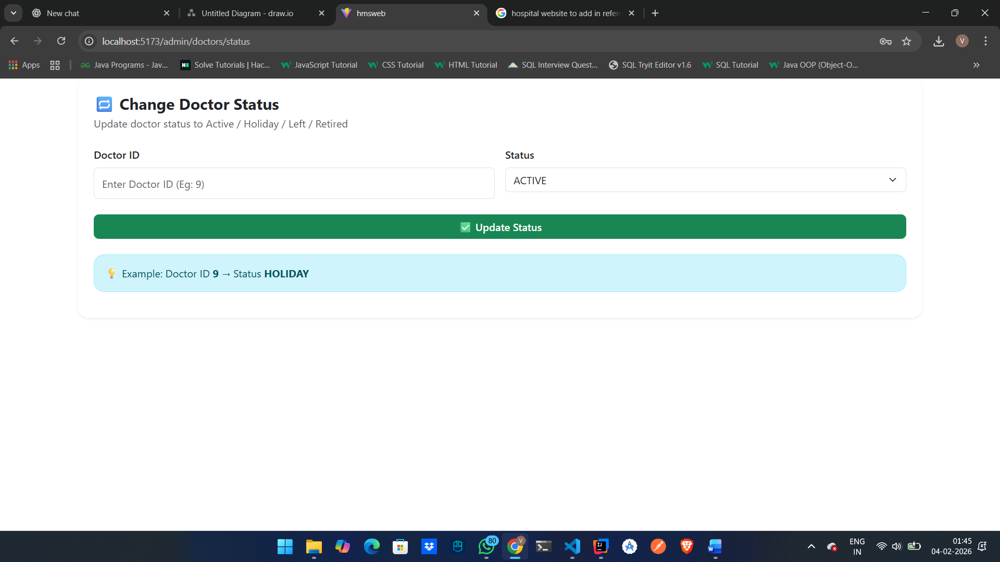 New chat
Untitled Diagram - draw.io
hmsweb
hospital website to add in refer
localhost:5173/admin/doctors/status
V
Apps
Java Programs - Jav...
Solve Tutorials | Hac...
JavaScript Tutorial
CSS Tutorial
HTML Tutorial
SQL Interview Quest...
SQL Tryit Editor v1.6
SQL Tutorial
Java OOP (Object-O...
Change Doctor Status
Update doctor status to Active / Holiday / Left / Retired
Doctor ID
Status
Enter Doctor ID (Eg: 9)
ACTIVE
✅ Update Status
💡 Example: Doctor ID 9 → Status HOLIDAY
80
V
ENG
IN
01:45
04-02-2026